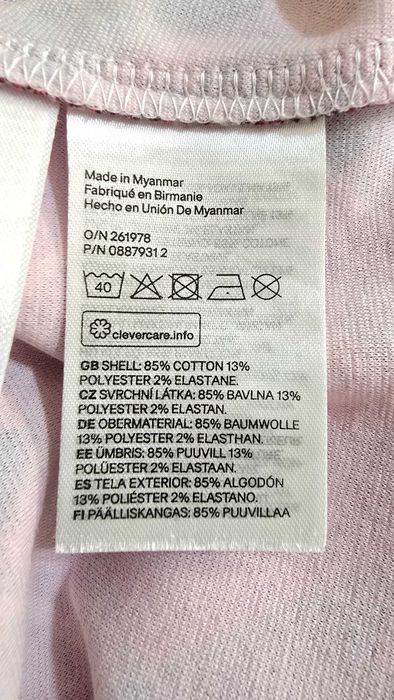 Made in Myanmar
Fabriqué en Birmanie
Hecho en Unión De Myanmar
O/N 261978
P/N 0887931 2
40
clevercare.info
GB SHELL: 85% COTTON 13%
POLYESTER 2% ELASTANE.
CZ SVRCHNÍ LÁTKA: 85% BAVLNA 13%
POLYESTER 2% ELASTAN.
DE OBERMATERIAL: 85% BAUMWOLLE
13% POLYESTER 2% ELASTHAN.
EE ÜMBRIS: 85% PUUVILL 13%
POLÜESTER 2% ELASTAAN.
ES TELA EXTERIOR: 85% ALGODÓN
13% POLIÉSTER 2% ELASTANO.
FI PÄÄLLISKANGAS: 85% PUUVILLAA